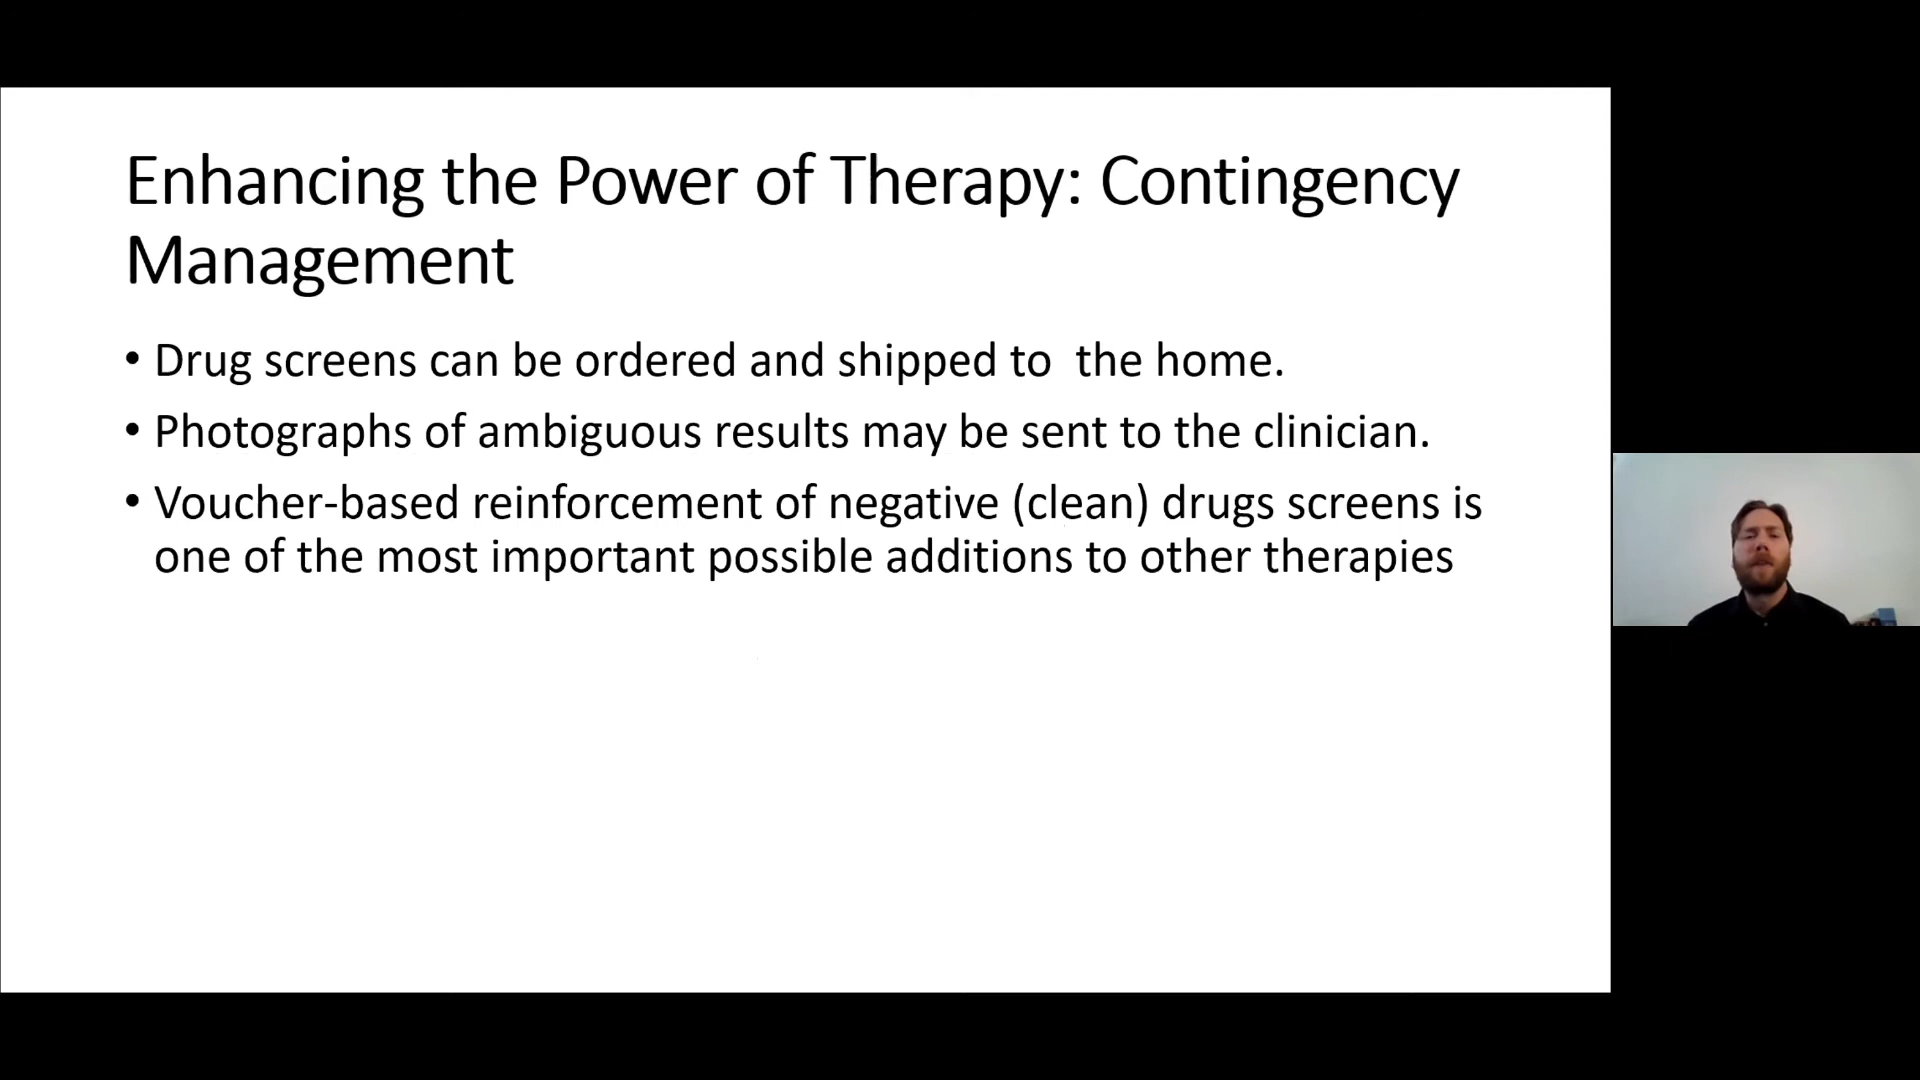 Enhancing the Power of Therapy: Contingency
Management
• Drug screens can be ordered and shipped to  the home.
• Photographs of ambiguous results may be sent to the clinician.
• Voucher-based reinforcement of negative (clean) drugs screens is
one of the most important possible additions to other therapies